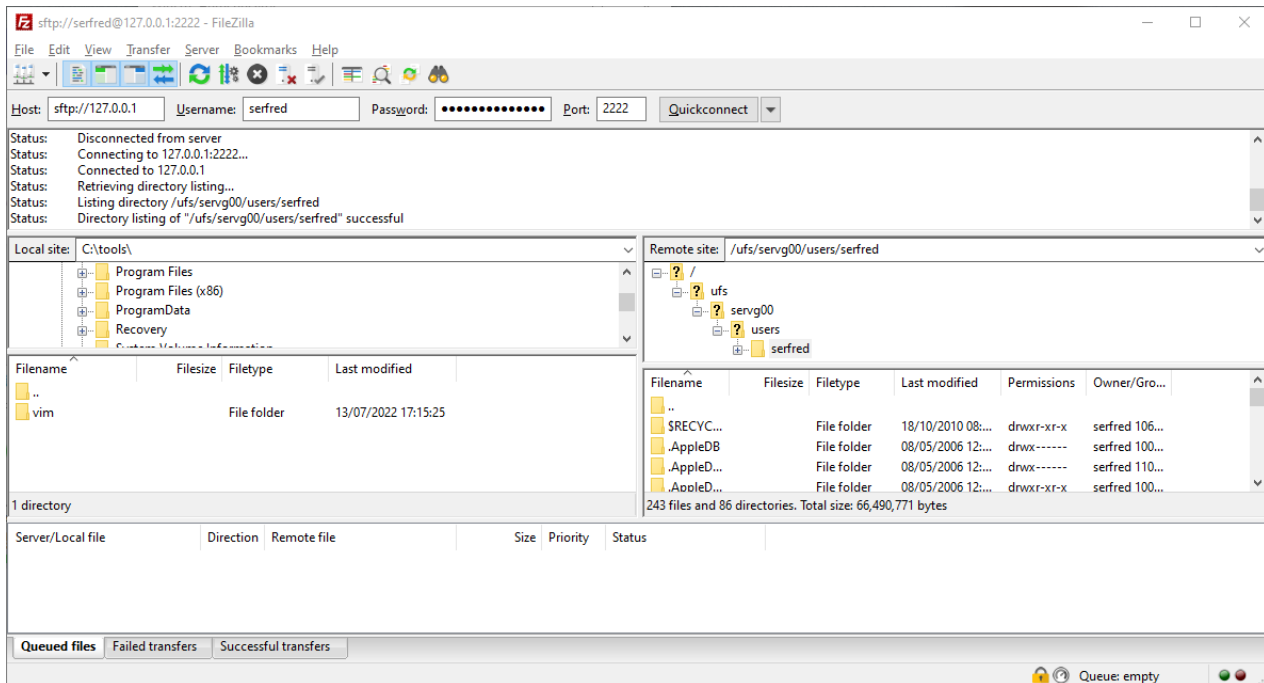 sftp://serfred@127.0.0.1:2222 - FileZilla
File Edit View Transfer Server Bookmarks Help
Host: sftp://127.0.0.1 Username: serfred Password: ●●●●●●●●●●●●●● Port: 2222 Quickconnect
Status: Disconnected from server
Status: Connecting to 127.0.0.1:2222...
Status: Connected to 127.0.0.1
Status: Retrieving directory listing...
Status: Listing directory /ufs/servg00/users/serfred
Status: Directory listing of "/ufs/servg00/users/serfred" successful
Local site: C:\tools\
Program Files
Program Files (x86)
ProgramData
Recovery
Filename Filesize Filetype Last modified
..
vim File folder 13/07/2022 17:15:25
1 directory
Remote site: /ufs/servg00/users/serfred
? /
? ufs
? servg00
? users
serfred
Filename Filesize Filetype Last modified Permissions Owner/Gro...
..
$RECYC... File folder 18/10/2010 08:... drwxr-xr-x serfred 106...
.AppleDB File folder 08/05/2006 12:... drwx------ serfred 100...
.AppleD... File folder 08/05/2006 12:... drwx------ serfred 110...
.AppleD... File folder 08/05/2006 12:... drwxr-xr-x serfred 100...
243 files and 86 directories. Total size: 66,490,771 bytes
Server/Local file Direction Remote file Size Priority Status
Queued files Failed transfers Successful transfers
Queue: empty